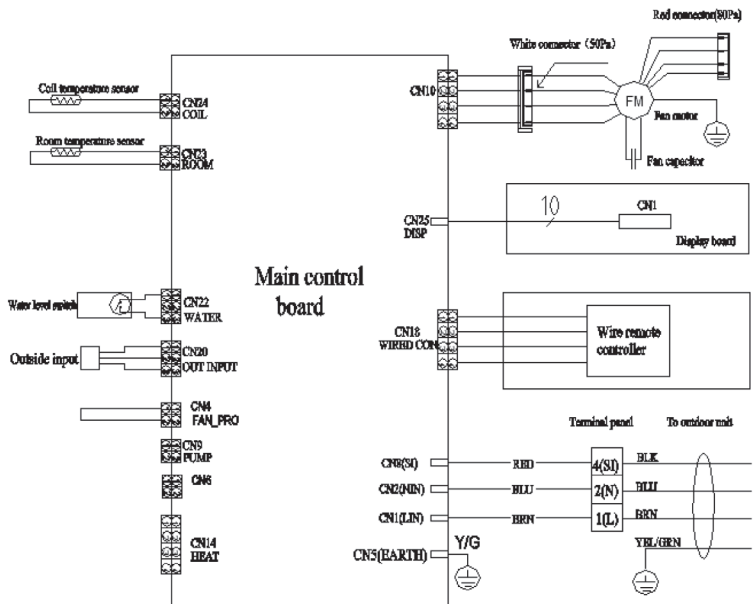 Red connector(80Pa)
White connector (50Pa)
Coil temperature sensor
CN24
COIL
CN10
FM
Fan motor
Room temperature sensor
CN23
ROOM
Fan capacitor
CN25
DISP
10
CN1
Display board
Main control
board
Water level switch
CN22
WATER
CN18
WIRED CON
Wire remote
controller
Outside input
CN20
OUT INPUT
CN4
FAN_PRO
Terminal panel
To outdoor unit
CN9
PUMP
CN8(SI)
RED
4(SI)
BLK
CN6
CN2(NIN)
BLU
2(N)
BLU
CN1(LIN)
BRN
1(L)
BRN
CN14
HEAT
CN5(EARTH)
Y/G
YEL/GRN